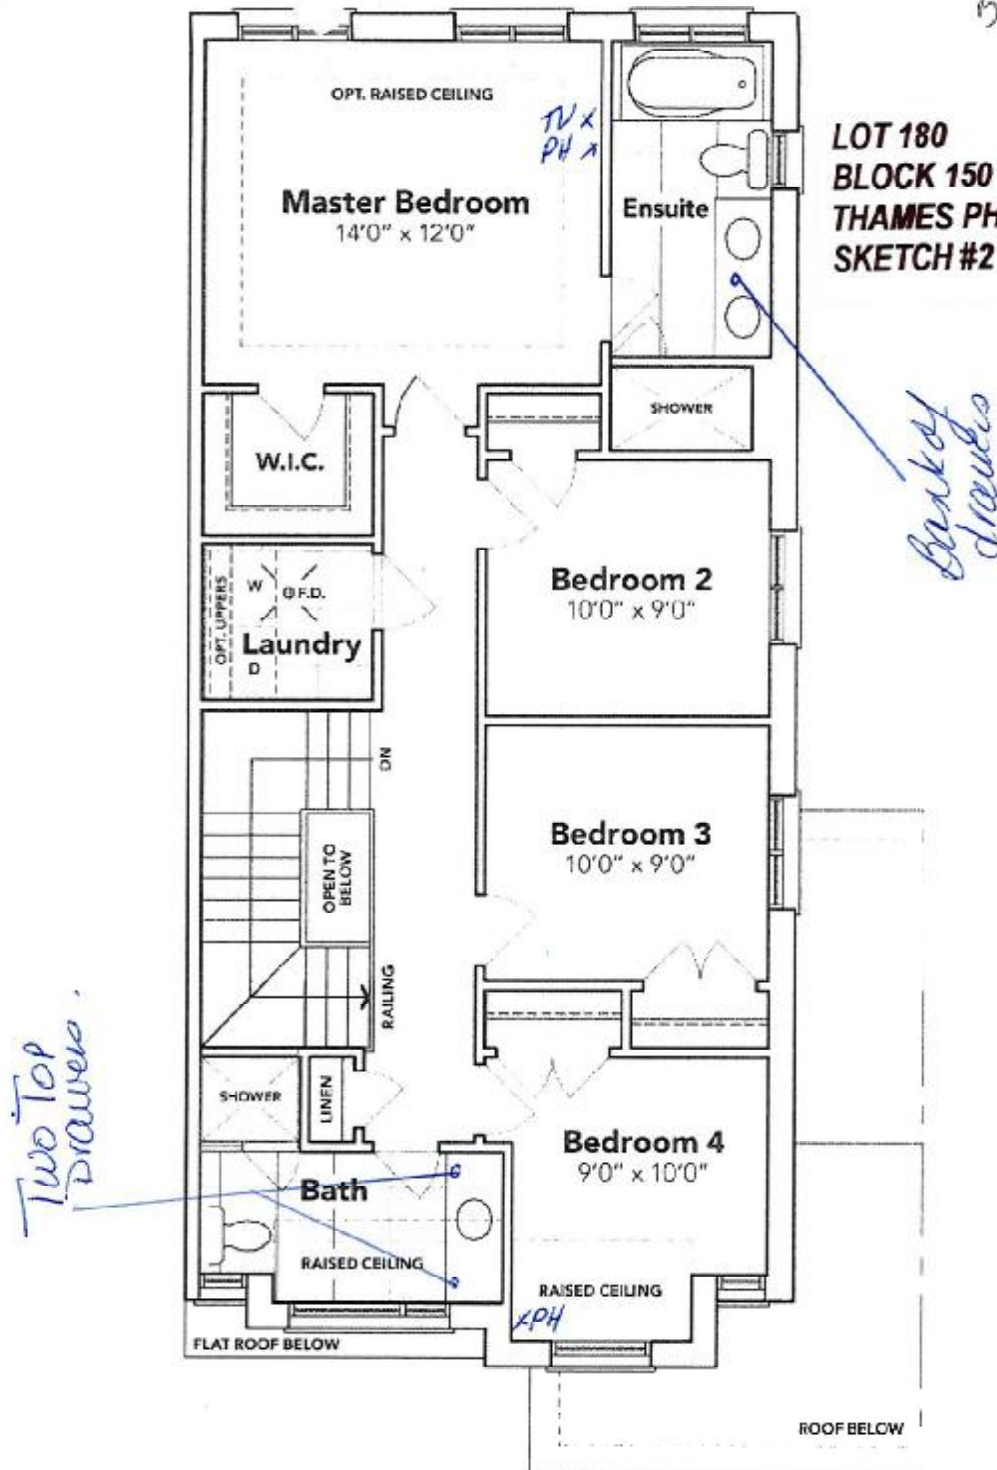 OPT. RAISED CEILING
TV x
PH x
Master Bedroom
14'0" x 12'0"
Ensuite
LOT 180
BLOCK 150
THAMES PH
SKETCH #2
SHOWER
W.I.C.
Bank of
drawers
Bedroom 2
10'0" x 9'0"
OPT. UPPERS
W
F.D.
Laundry
D
DN
OPEN TO
BELOW
Bedroom 3
10'0" x 9'0"
RAILING
Two Top
Drawers.
SHOWER
LINEN
Bath
RAISED CEILING
Bedroom 4
9'0" x 10'0"
RAISED CEILING
xPH
FLAT ROOF BELOW
ROOF BELOW